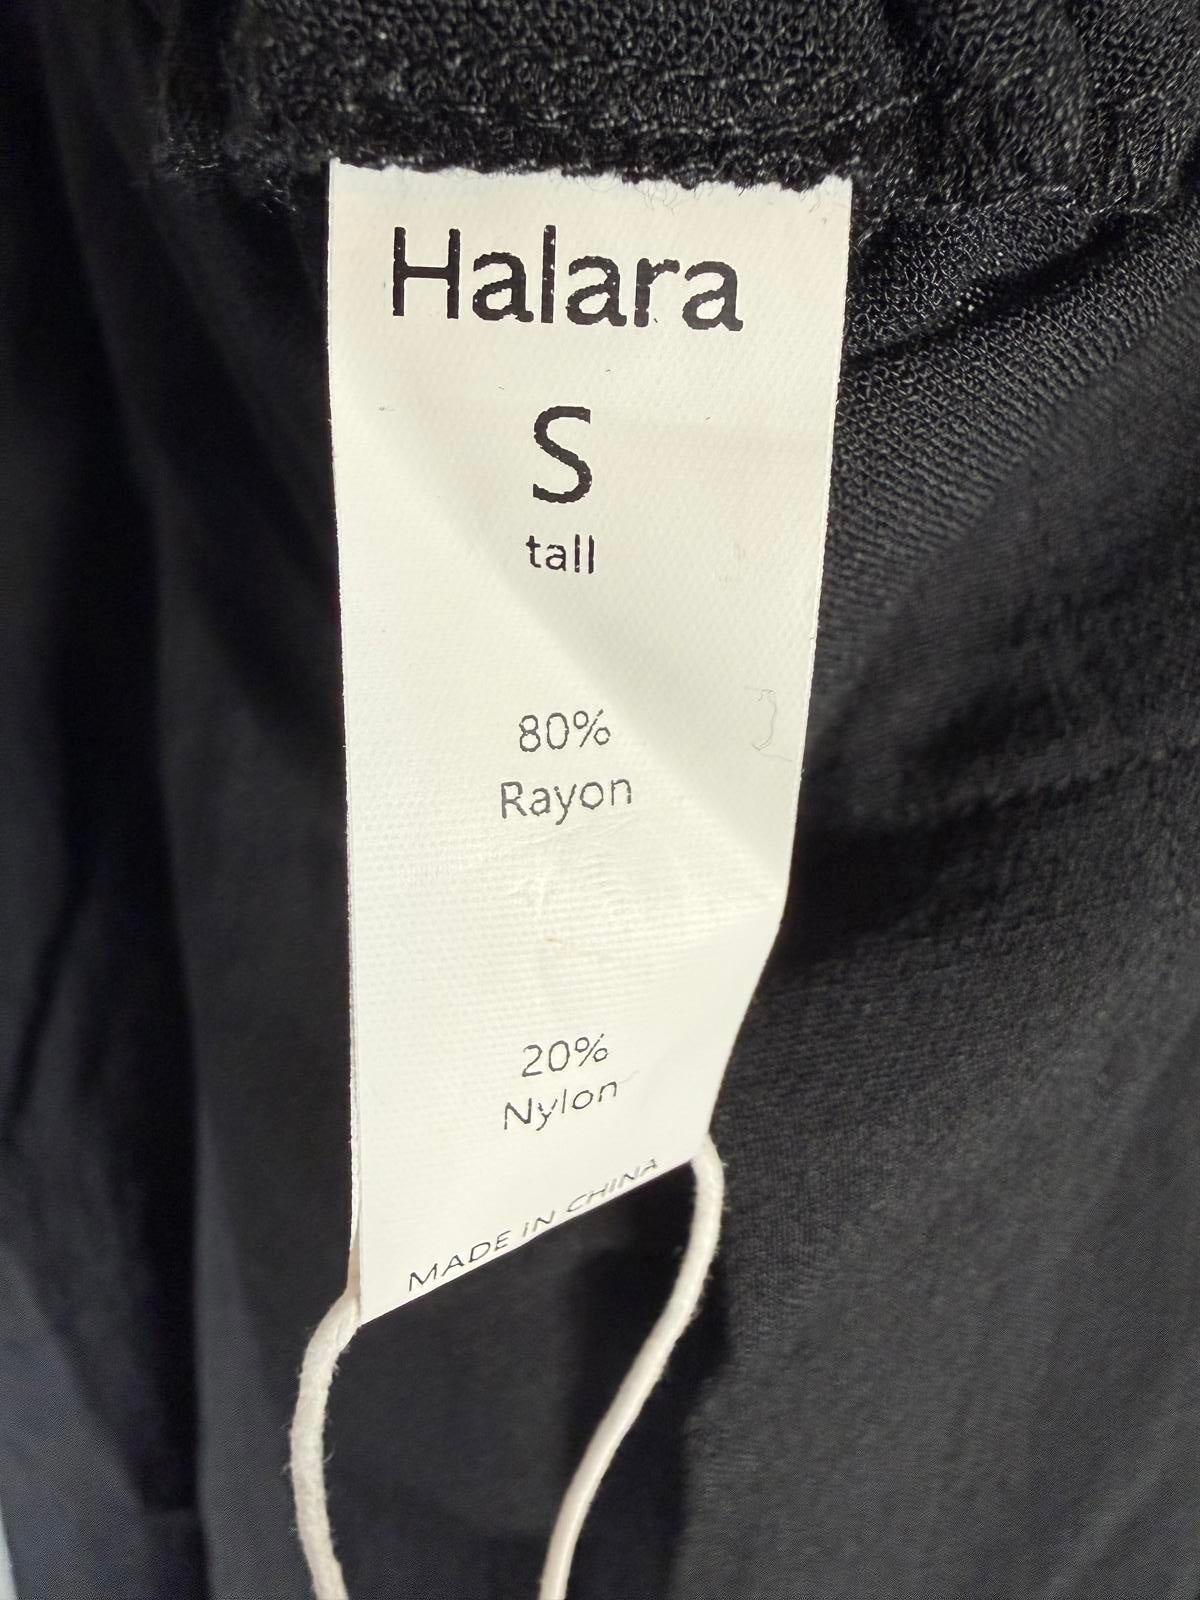 Halara
S
tall
80%
Rayon
20%
Nylon
MADE IN CHINA